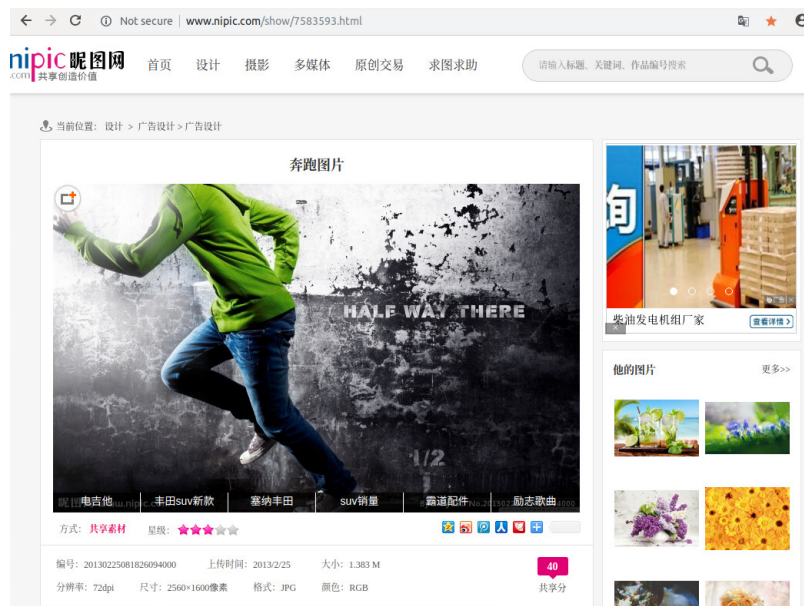 Not secure | www.nipic.com/show/7583593.html
nipic 昵图网
.com 共享创造价值
首页 设计 摄影 多媒体 原创交易 求图求助
请输入标题、关键词、作品编号搜索
当前位置: 设计 > 广告设计 > 广告设计
奔跑图片
HALF WAY THERE
1/2
电吉他 丰田suv新款 塞纳丰田 suv销量 霸道配件 励志歌曲
方式: 共享素材 星级:
编号: 20130225081826094000 上传时间: 2013/2/25 大小: 1.383 M
分辨率: 72dpi 尺寸: 2560×1600像素 格式: JPG 颜色: RGB
40
共享分
询
广告
柴油发电机组厂家
查看详情 >
他的图片 更多>>